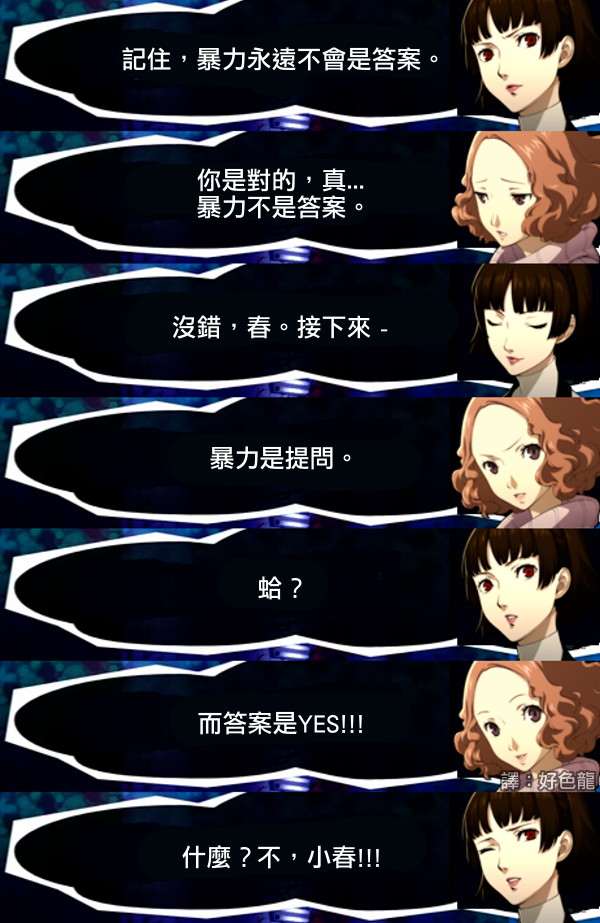 記住，暴力永遠不會是答案。
你是對的，真...
暴力不是答案。
沒錯，春。接下來 -
暴力是提問。
蛤？
而答案是YES!!!
譯：好色龍
什麼？不，小春!!!